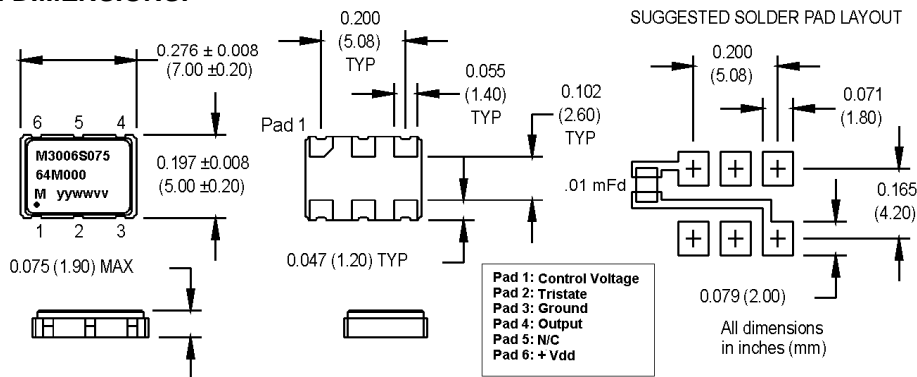 SUGGESTED SOLDER PAD LAYOUT
0.276 ± 0.008
(7.00 ±0.20)
6 5 4
M3006S075
64M000
M yywwvv
1 2 3
0.197 ±0.008
(5.00 ±0.20)
0.075 (1.90) MAX
0.200
(5.08)
TYP
0.055
(1.40)
TYP
0.102
(2.60)
TYP
Pad 1
0.047 (1.20) TYP
0.200
(5.08)
0.071
(1.80)
.01 mFd
0.165
(4.20)
0.079 (2.00)
All dimensions
in inches (mm)
Pad 1: Control Voltage
Pad 2: Tristate
Pad 3: Ground
Pad 4: Output
Pad 5: N/C
Pad 6: + Vdd